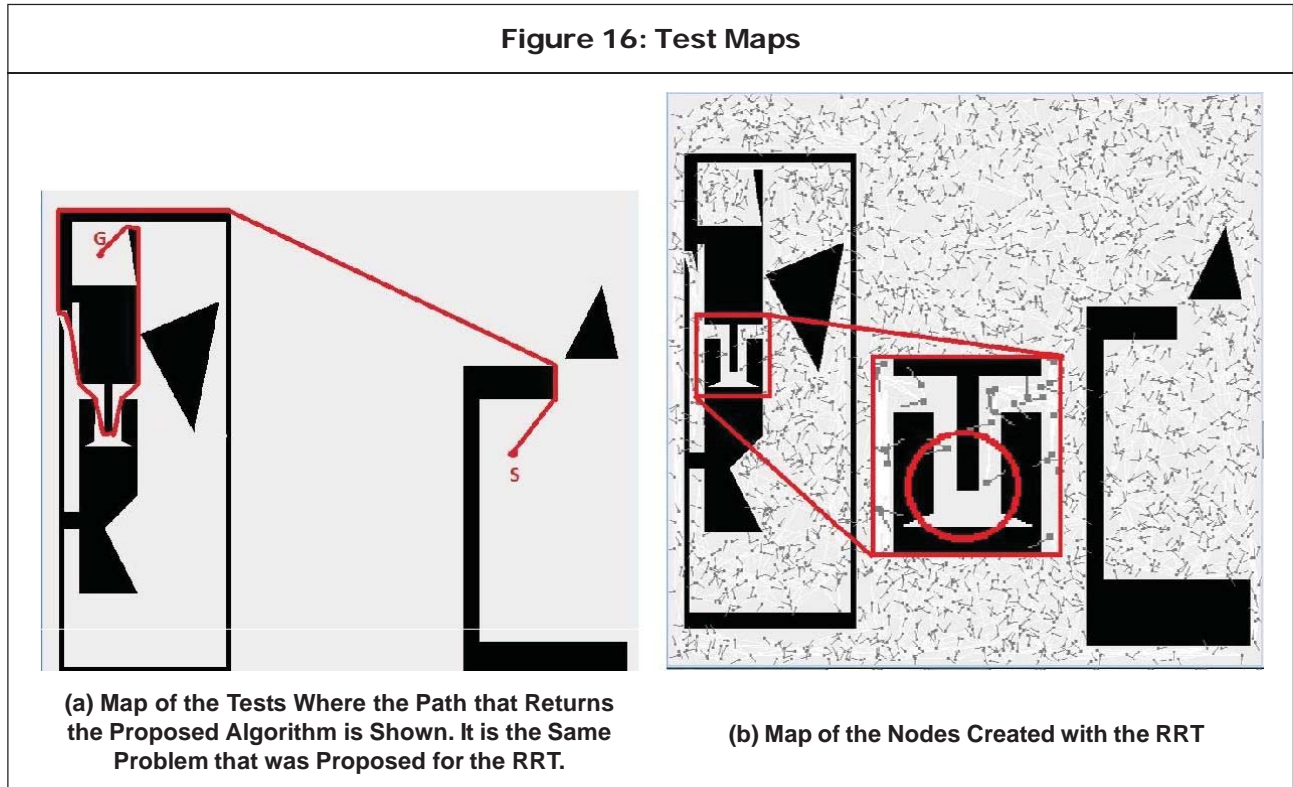 Figure 16: Test Maps
G
S
(a) Map of the Tests Where the Path that Returns
the Proposed Algorithm is Shown. It is the Same
Problem that was Proposed for the RRT.
(b) Map of the Nodes Created with the RRT